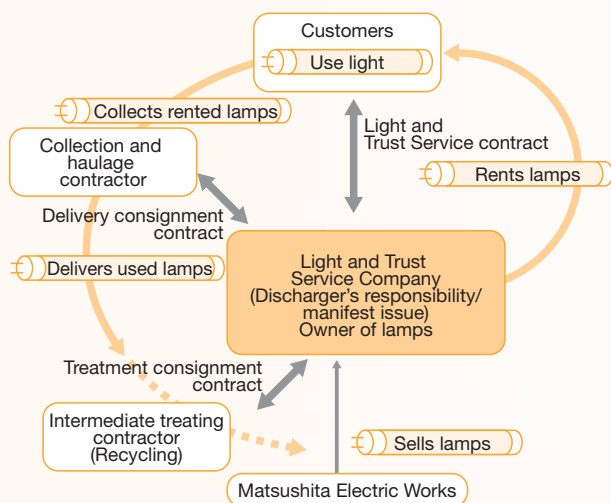 Customers
Use light
Collects rented lamps
Light and
Trust Service contract
Collection and
haulage
contractor
Rents lamps
Delivery consignment
contract
Delivers used lamps
Light and Trust
Service Company
(Discharger's responsibility/
manifest issue)
Owner of lamps
Treatment consignment
contract
Intermediate treating
contractor
(Recycling)
Sells lamps
Matsushita Electric Works